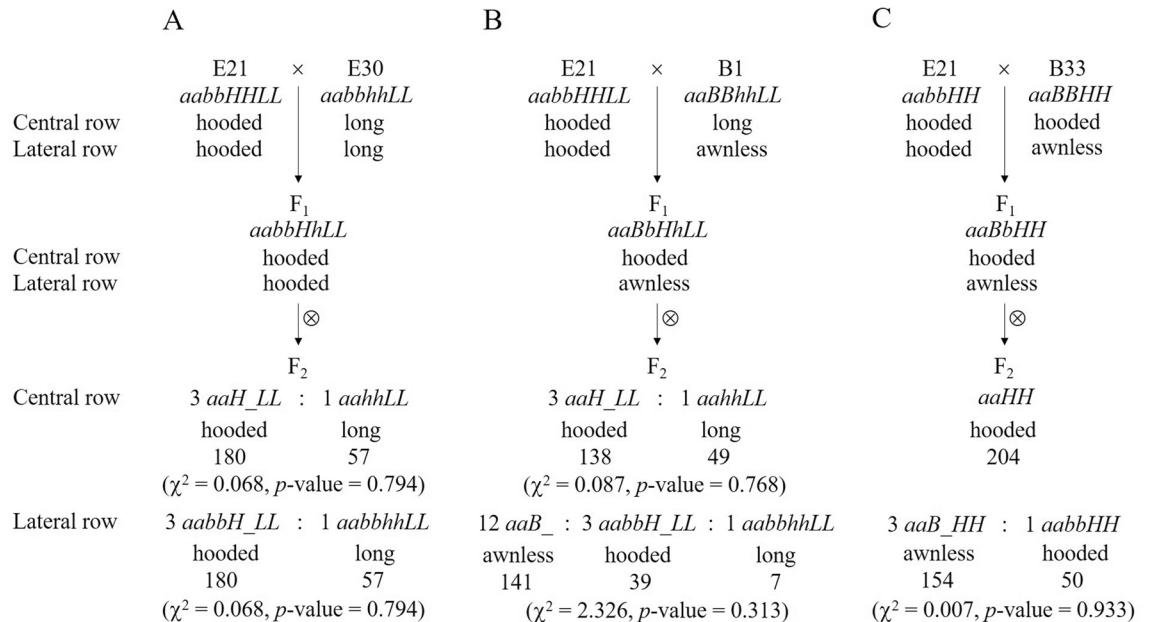 A B C
E21 × E30 E21 × B1 E21 × B33
aabbHHLL aabbhhLL aabbHHLL aaBBhhLL aabbHH aaBBHH
Central row hooded long hooded long hooded hooded
Lateral row hooded long hooded awnless hooded awnless
F₁ F₁ F₁
aabbHhLL aaBbHhLL aaBbHH
Central row hooded hooded hooded
Lateral row hooded awnless awnless
⊗ ⊗ ⊗
F₂ F₂ F₂
Central row 3 aaH_LL : 1 aahhLL 3 aaH_LL : 1 aahhLL aaHH
hooded long hooded long hooded
180 57 138 49 204
(χ² = 0.068, p-value = 0.794) (χ² = 0.087, p-value = 0.768)
Lateral row 3 aabbH_LL : 1 aabbhhLL 12 aaB_ : 3 aabbH_LL : 1 aabbhhLL 3 aaB_HH : 1 aabbHH
hooded long awnless hooded long awnless hooded
180 57 141 39 7 154 50
(χ² = 0.068, p-value = 0.794) (χ² = 2.326, p-value = 0.313) (χ² = 0.007, p-value = 0.933)